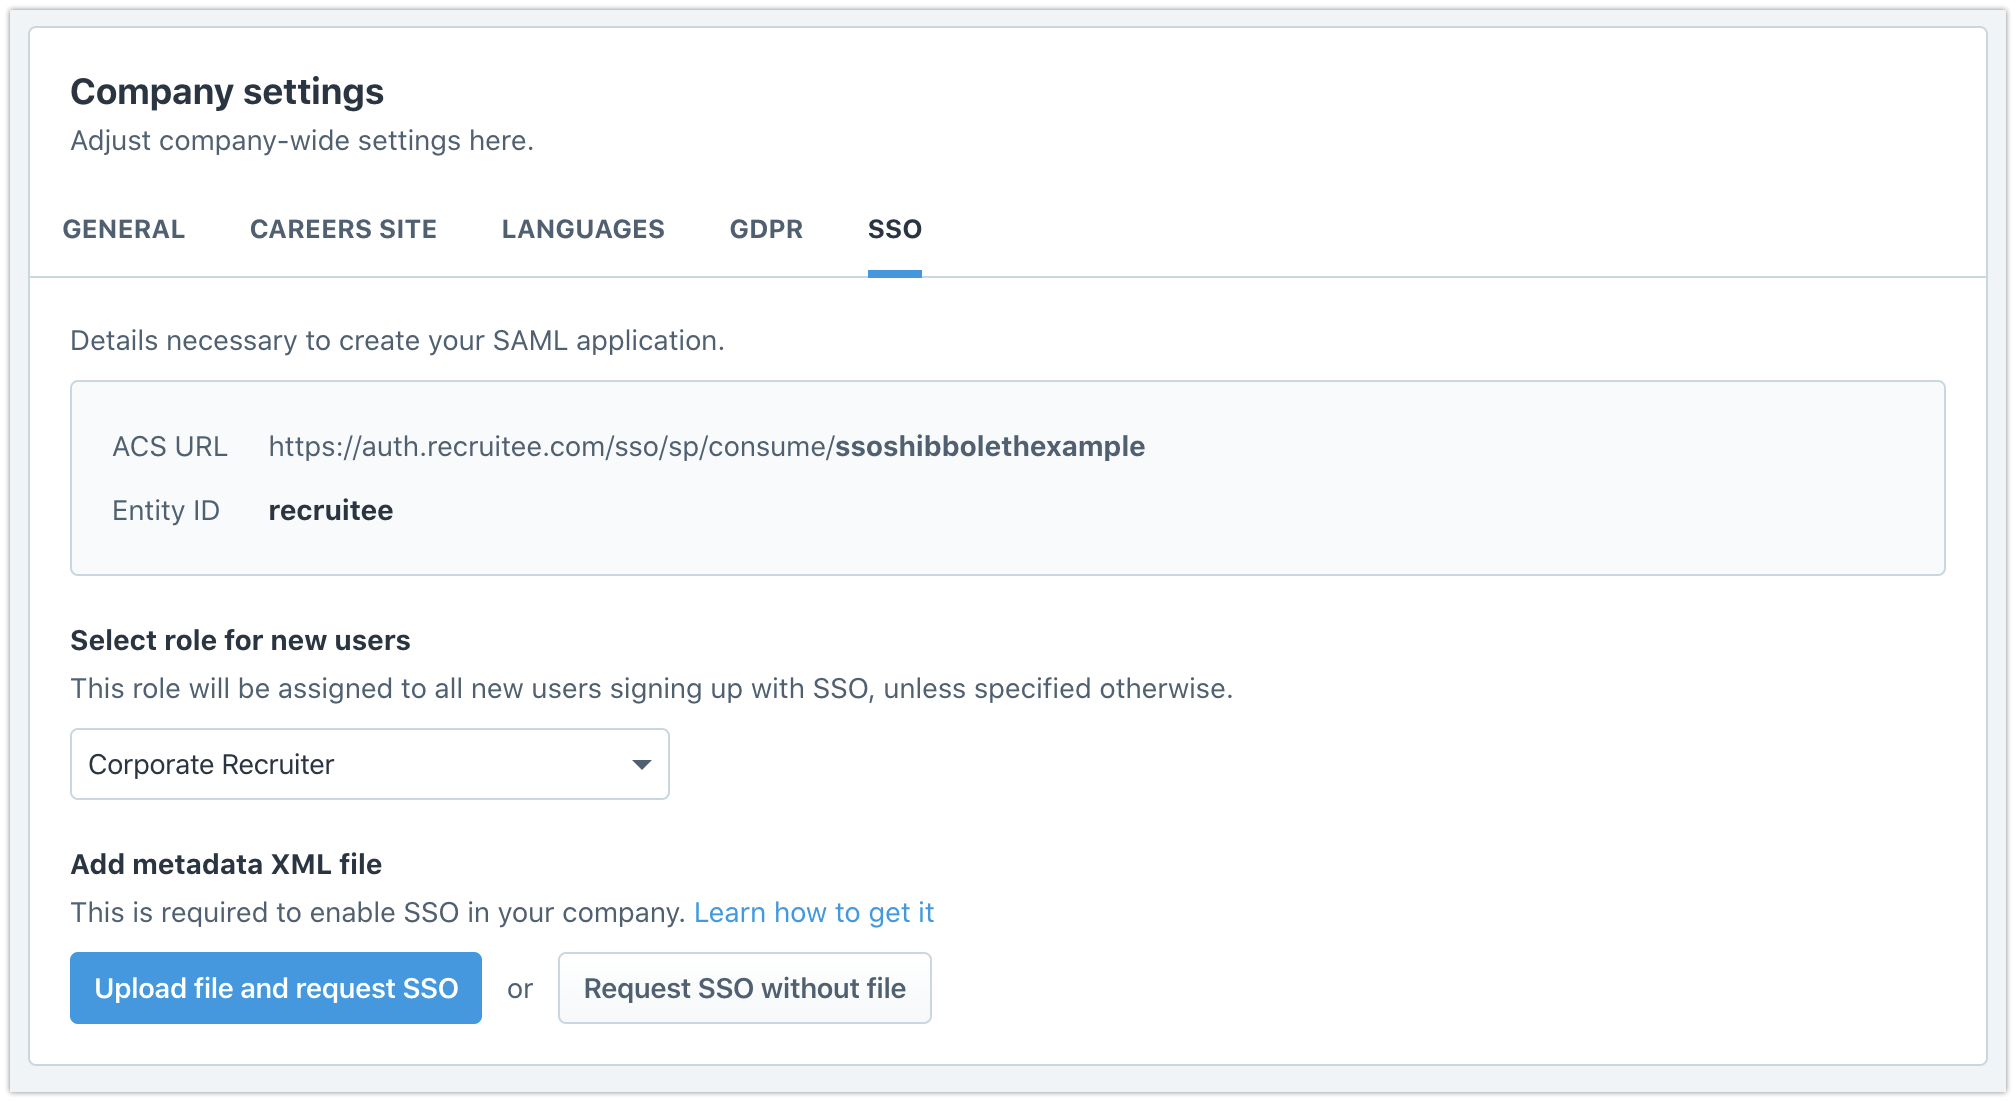 Company settings
Adjust company-wide settings here.
GENERAL CAREERS SITE LANGUAGES GDPR SSO
Details necessary to create your SAML application.
ACS URL https://auth.recruitee.com/sso/sp/consume/ssoshibbolethexample
Entity ID recruitee
Select role for new users
This role will be assigned to all new users signing up with SSO, unless specified otherwise.
Corporate Recruiter
Add metadata XML file
This is required to enable SSO in your company. Learn how to get it
Upload file and request SSO or Request SSO without file